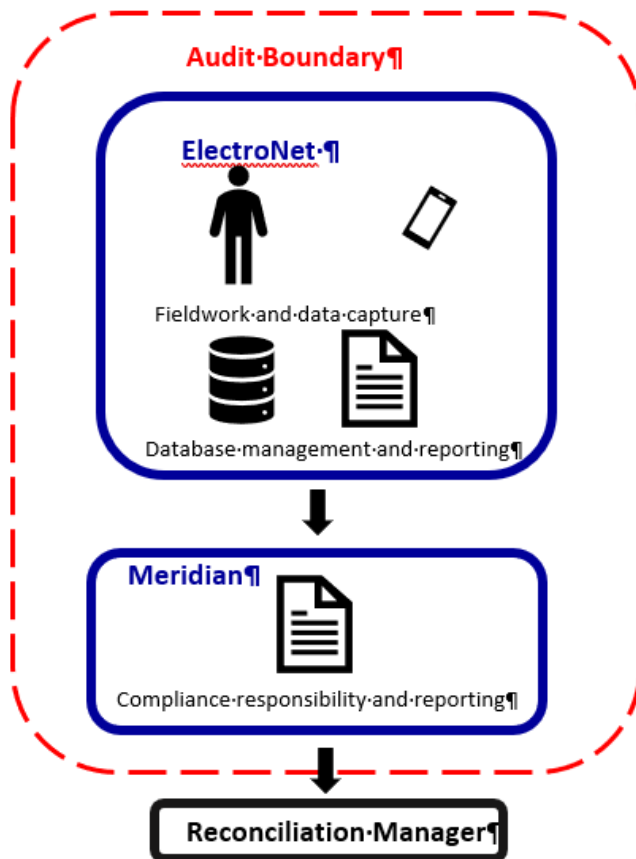 Audit·Boundary¶
ElectroNet·¶
Fieldwork·and·data·capture¶
Database·management·and·reporting¶
Meridian¶
Compliance·responsibility·and·reporting¶
Reconciliation·Manager¶